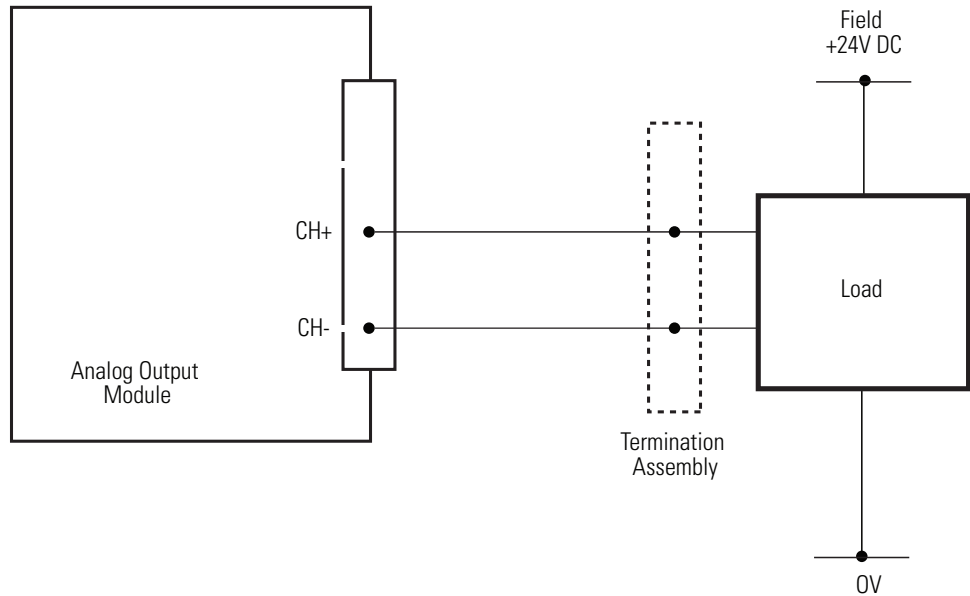 Field
+24V DC
CH+
Load
CH-
Analog Output
Module
Termination
Assembly
0V